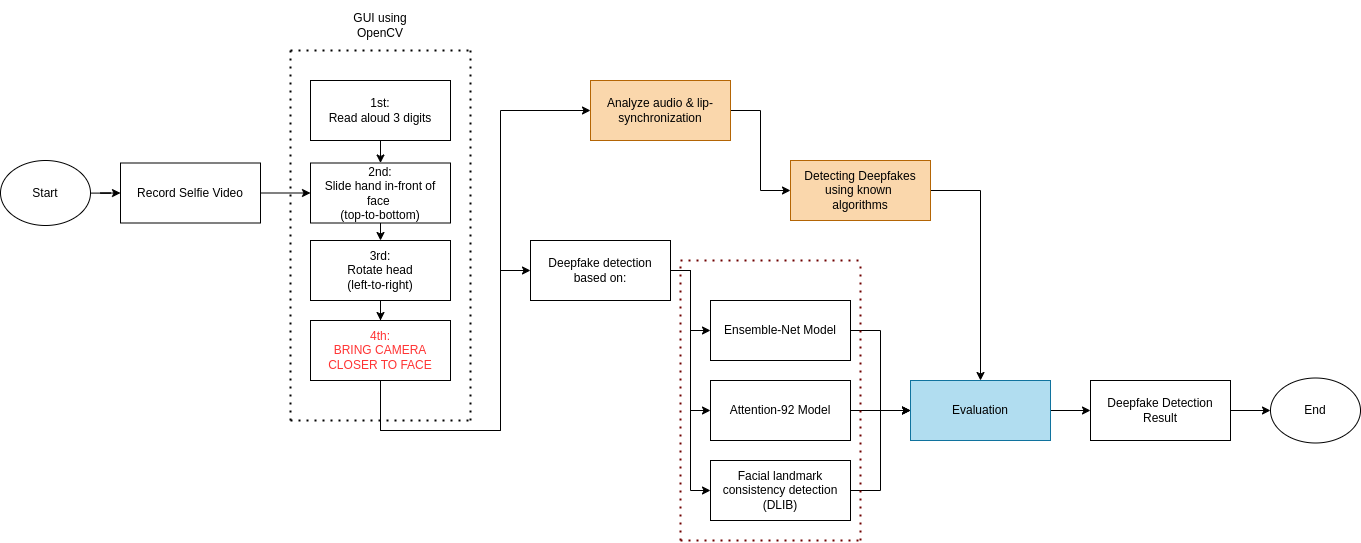 GUI using
OpenCV
1st:
Read aloud 3 digits
Analyze audio & lip-
synchronization
Start
Record Selfie Video
2nd:
Slide hand in-front of
face
(top-to-bottom)
Detecting Deepfakes
using known
algorithms
3rd:
Rotate head
(left-to-right)
Deepfake detection
based on:
4th:
BRING CAMERA
CLOSER TO FACE
Ensemble-Net Model
Attention-92 Model
Facial landmark
consistency detection
(DLIB)
Evaluation
Deepfake Detection
Result
End